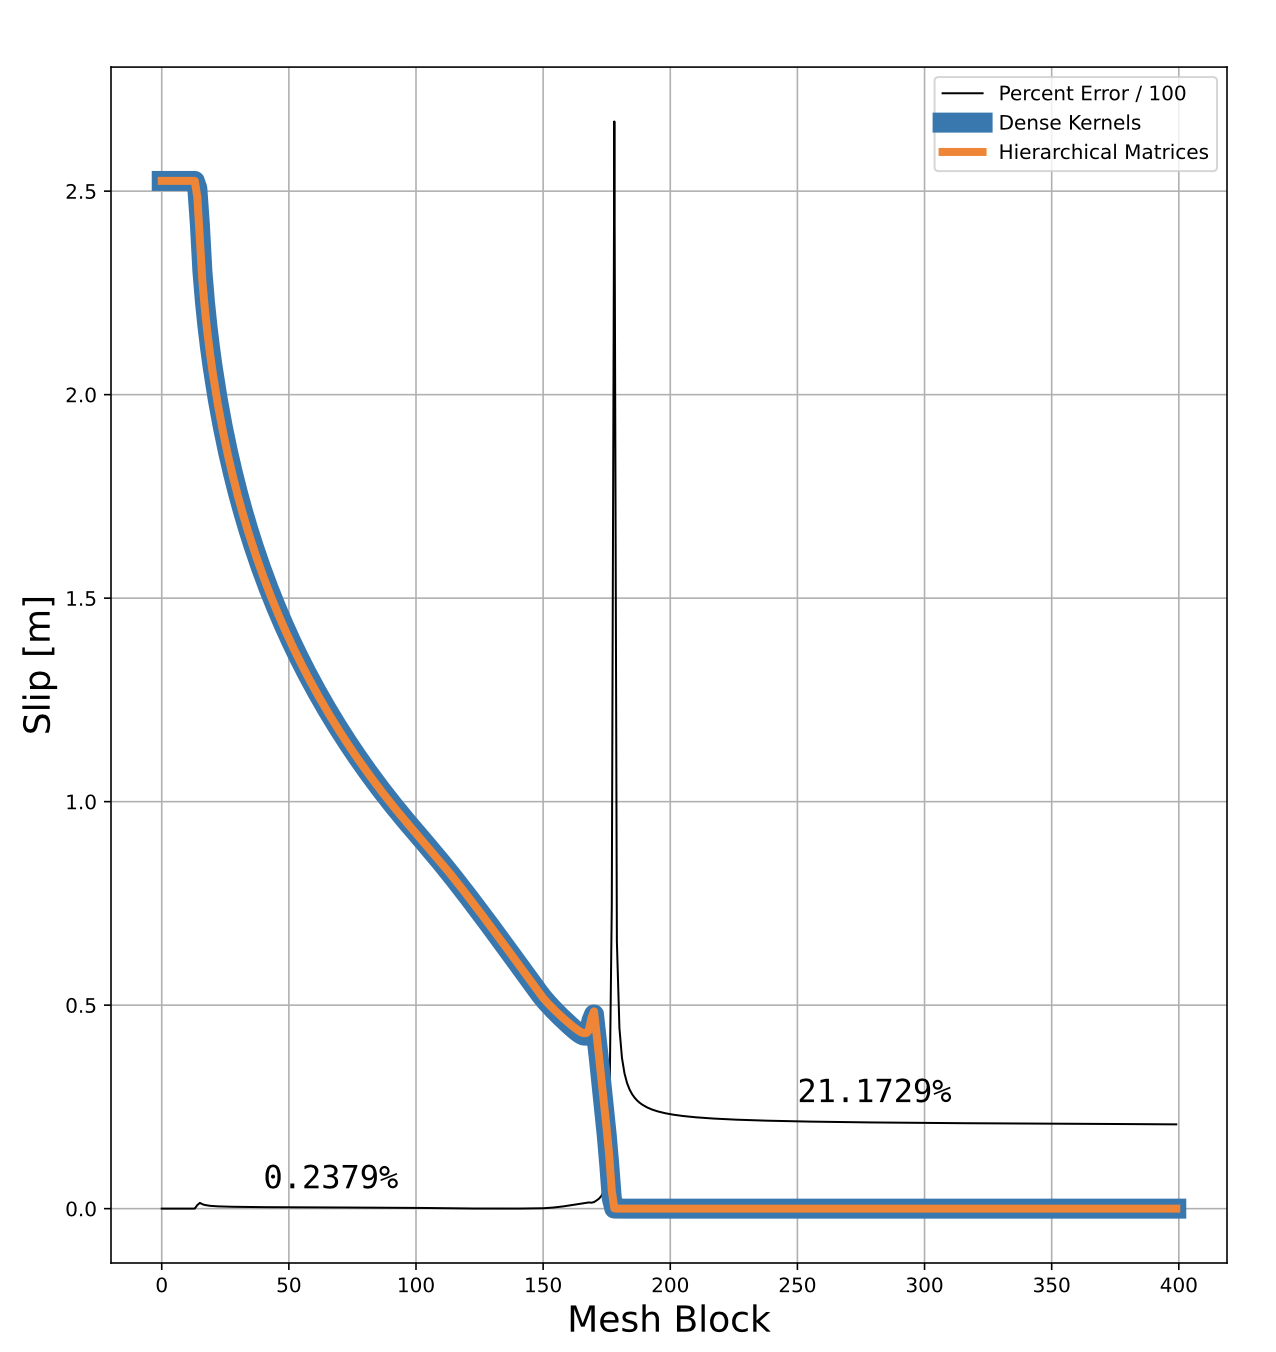 Percent Error / 100
Dense Kernels
Hierarchical Matrices
2.5
2.0
1.5
1.0
0.5
0.0
Slip [m]
21.1729%
0.2379%
0 50 100 150 200 250 300 350 400
Mesh Block